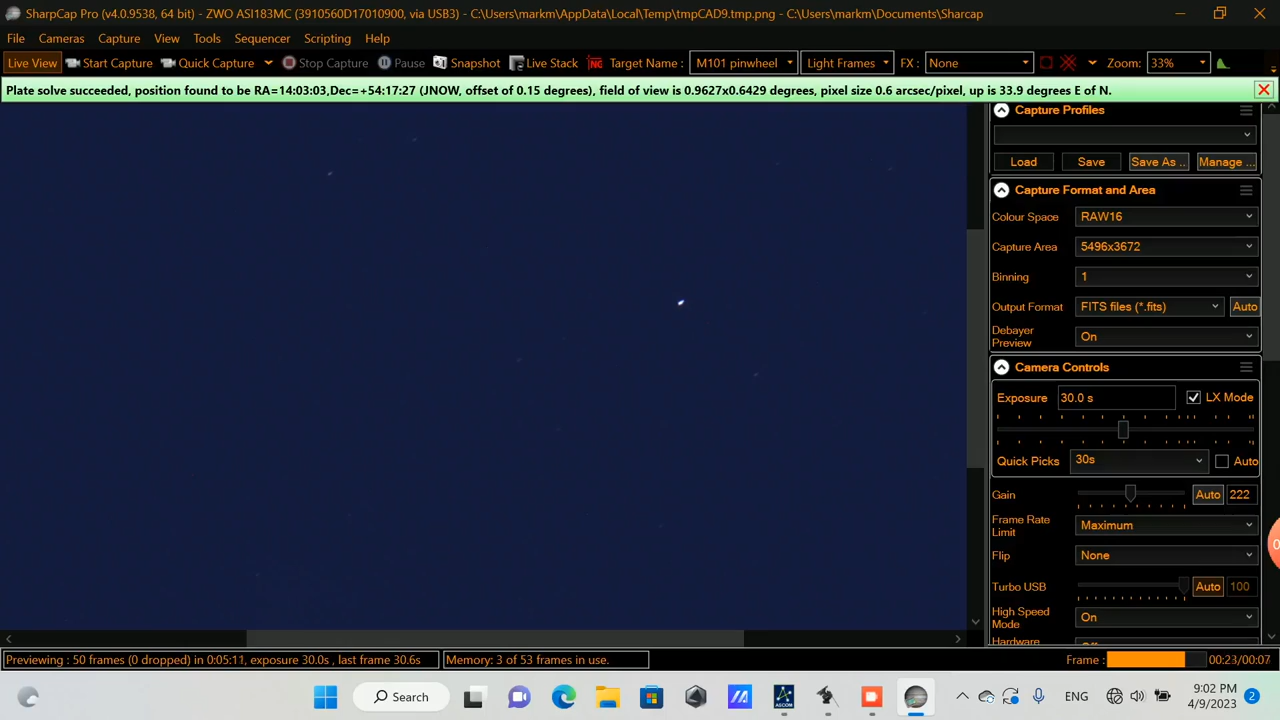 SharpCap Pro (v4.0.9538, 64 bit) - ZWO ASI183MC (3910560D17010900, via USB3) - C:\Users\markm\AppData\Local\Temp\tmpCAD9.tmp.png - C:\Users\markm\Documents\Sharcap
File Cameras Capture View Tools Sequencer Scripting Help
Live View Start Capture Quick Capture Stop Capture Pause Snapshot Live Stack NG Target Name : M101 pinwheel Light Frames FX : None Zoom: 33%
Plate solve succeeded, position found to be RA=14:03:03,Dec=+54:17:27 (JNOW, offset of 0.15 degrees), field of view is 0.9627x0.6429 degrees, pixel size 0.6 arcsec/pixel, up is 33.9 degrees E of N.
Capture Profiles
Load Save Save As .. Manage ...
Capture Format and Area
Colour Space RAW16
Capture Area 5496x3672
Binning 1
Output Format FITS files (*.fits) Auto
Debayer
Preview On
Camera Controls
Exposure 30.0 s LX Mode
Quick Picks 30s Auto
Gain Auto 222
Frame Rate
Limit Maximum
Flip None
Turbo USB Auto 100
High Speed
Mode On
Hardware
Previewing : 50 frames (0 dropped) in 0:05:11, exposure 30.0s , last frame 30.6s Memory: 3 of 53 frames in use. Frame : 00:23/00:07
Search ASCOM ENG 9:02 PM
4/9/2023 2